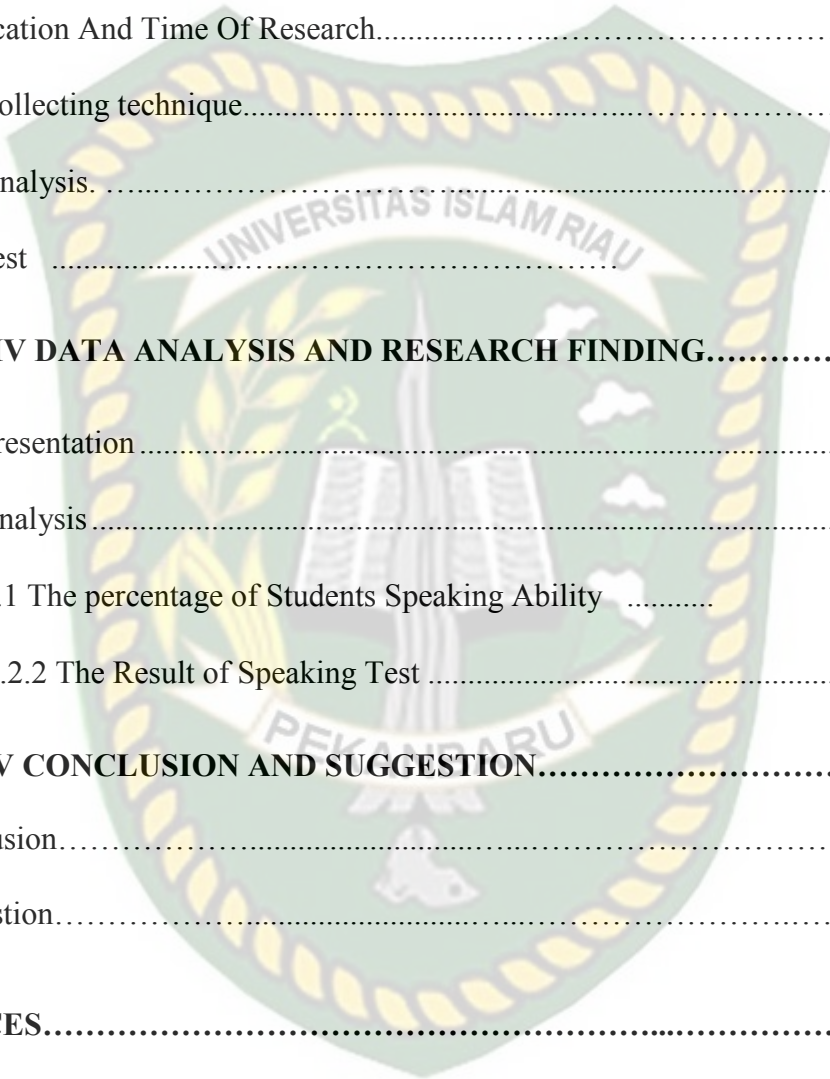 cation And Time Of Research...............…...……………………
ollecting technique..........................................…...………………….
nalysis. …...……………………...............................................
UNIVERSITAS ISLAM RIAU
est ........................…...……………………………
IV DATA ANALYSIS AND RESEARCH FINDING…………
resentation ...............................................................................
nalysis .......................................................................................
.1 The percentage of Students Speaking Ability ...........
.2.2 The Result of Speaking Test ..............................................
PEKANBARU
V CONCLUSION AND SUGGESTION……………………
usion………………................................…...…………………….
stion………………................................…...…………………….
CES……………………………………………...…………